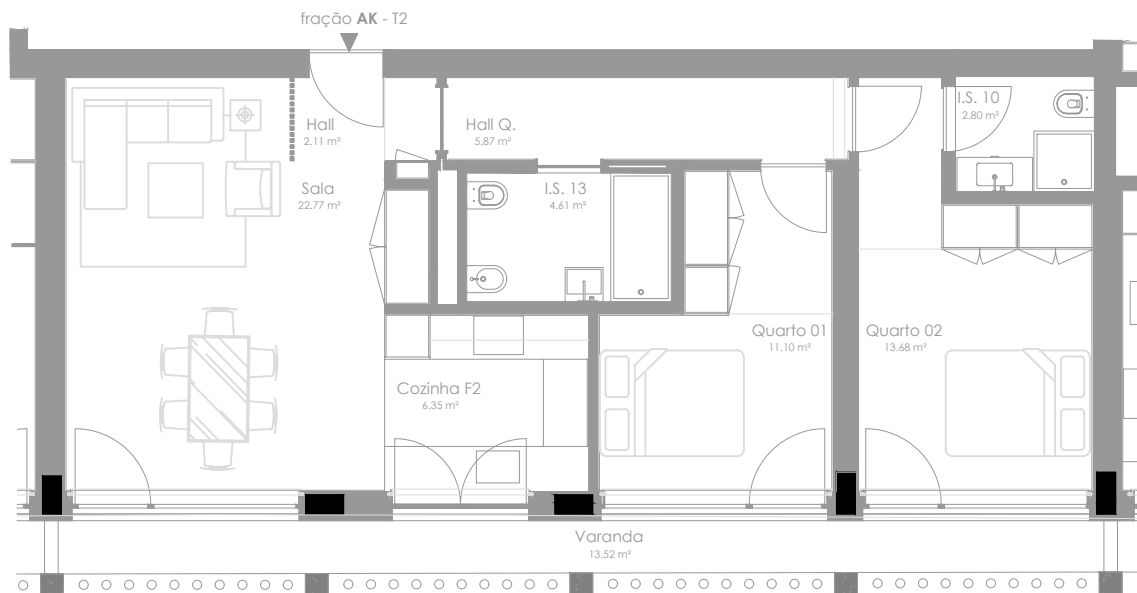 fração AK - T2
Hall
2.11 m²
Hall Q.
5.87 m²
I.S. 10
2.80 m²
Sala
22.77 m²
I.S. 13
4.61 m²
Quarto 01
11.10 m²
Quarto 02
13.68 m²
Cozinha F2
6.35 m²
Varanda
13.52 m²